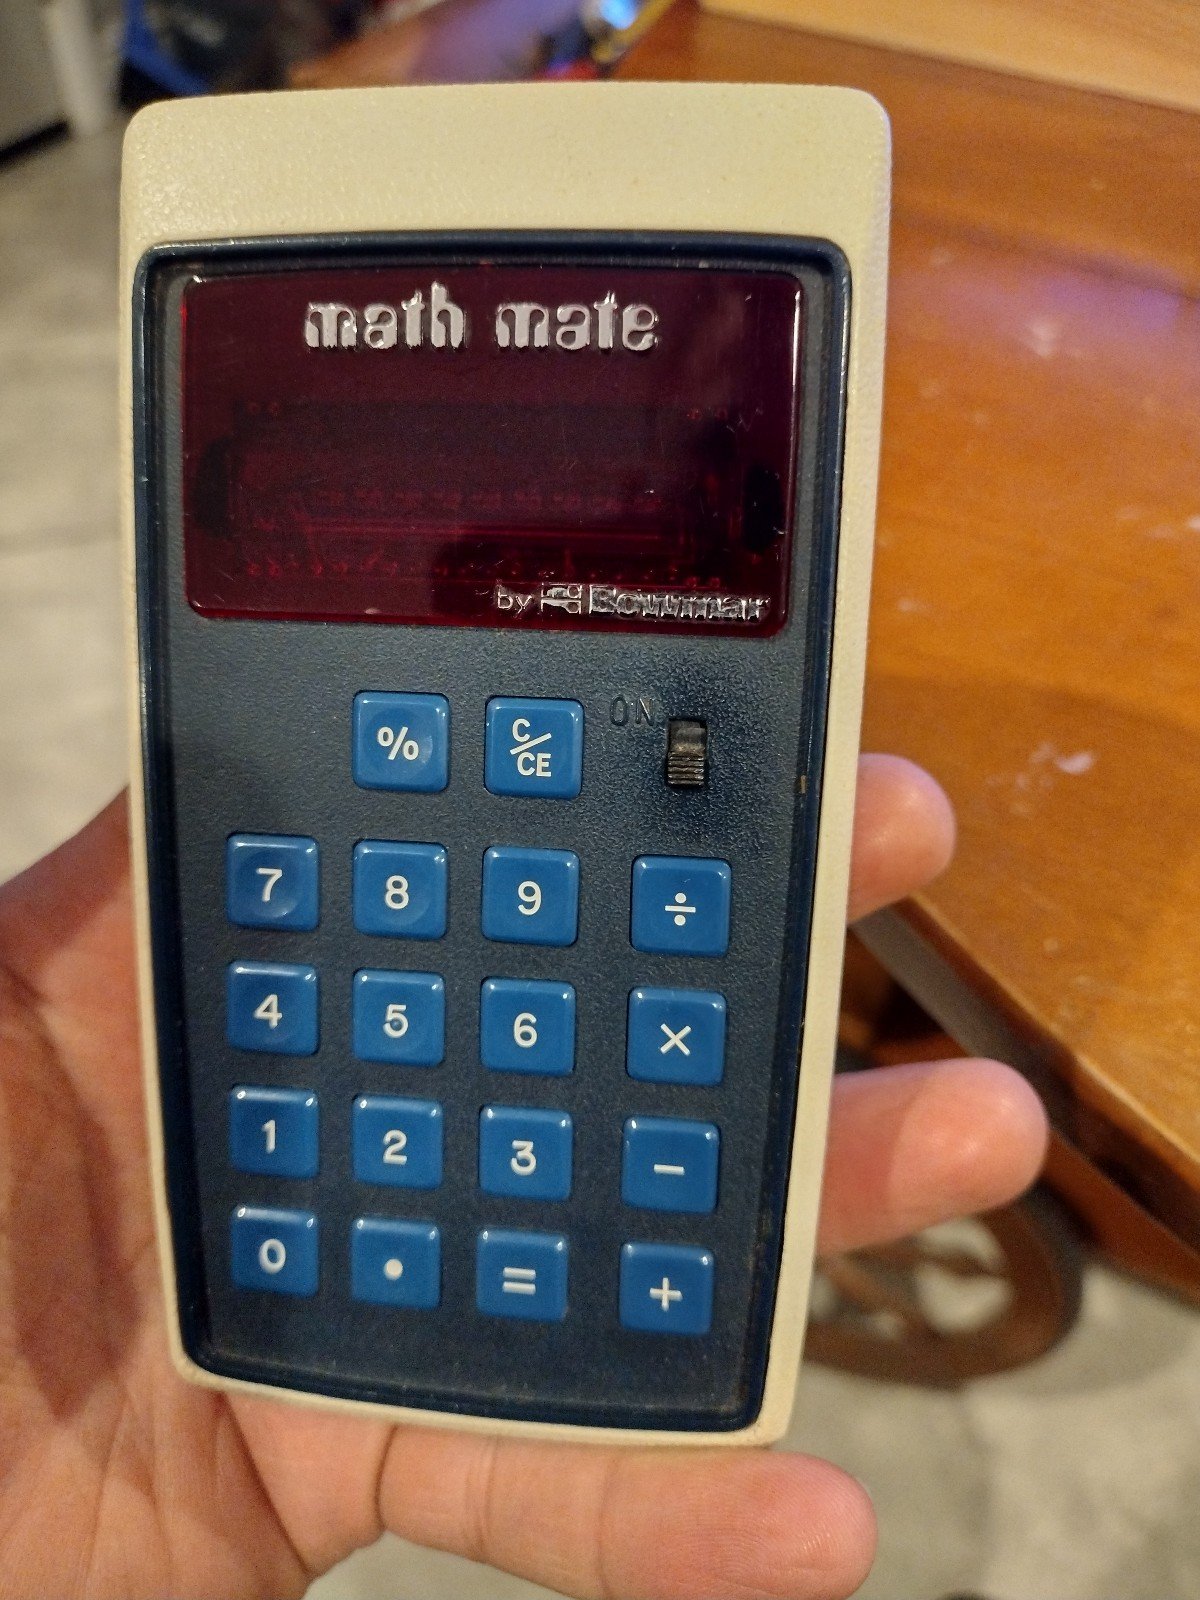 math mate
by Bowmar
% C/CE ON
7 8 9 ÷
4 5 6 ×
1 2 3 −
0 . = +